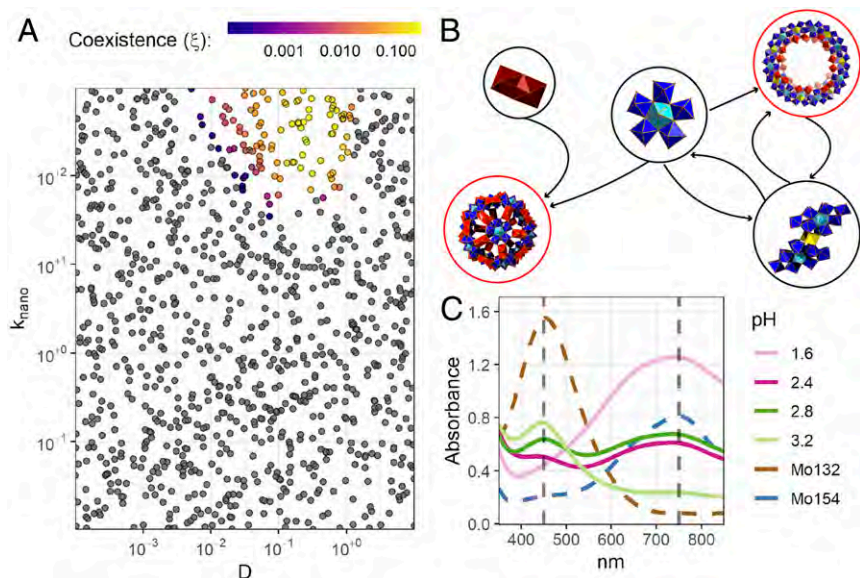 A
Coexistence (ξ):
0.001 0.010 0.100
k_nano
10⁺²
10⁺¹
10⁺⁰
10⁻¹
10⁻³ 10⁻² 10⁻¹ 10⁺⁰
D
B
C
Absorbance
1.6
1.2
0.8
0.4
0.0
400 500 600 700 800
nm
pH
1.6
2.4
2.8
3.2
Mo132
Mo154